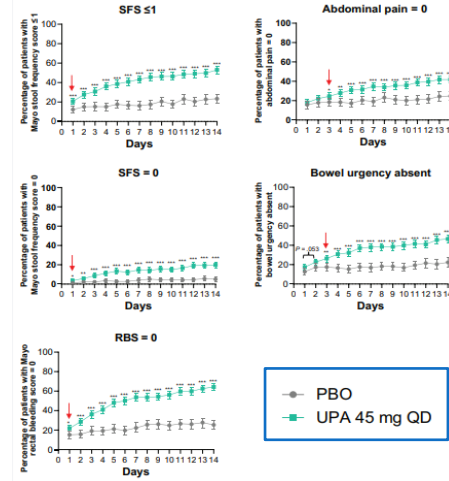 SFS ≤1
Percentage of patients with
Mayo stool frequency score ≤ 1
100
80
60
40
20
0
*** *** *** *** *** *** *** *** *** *** *** *** ***
0 1 2 3 4 5 6 7 8 9 10 11 12 13 14
Days
Abdominal pain = 0
Percentage of patients with
abdominal pain = 0
100
80
60
40
20
0
0 1 2 3 4 5 6 7 8 9 10 11 12 13
Days
SFS = 0
Percentage of patients with
Mayo stool frequency score = 0
100
80
60
40
20
0
* ** *** *** *** *** *** *** *** *** *** *** *** ***
0 1 2 3 4 5 6 7 8 9 10 11 12 13 14
Days
Bowel urgency absent
Percentage of patients with
bowel urgency absent
100
80
60
40
20
0
P = .053
0 1 2 3 4 5 6 7 8 9 10 11 12 13
Days
RBS = 0
Percentage of patients with Mayo
rectal bleeding score = 0
100
80
60
40
20
0
* *** *** *** *** *** *** *** *** *** *** *** *** ***
0 1 2 3 4 5 6 7 8 9 10 11 12 13 14
Days
PBO
UPA 45 mg QD